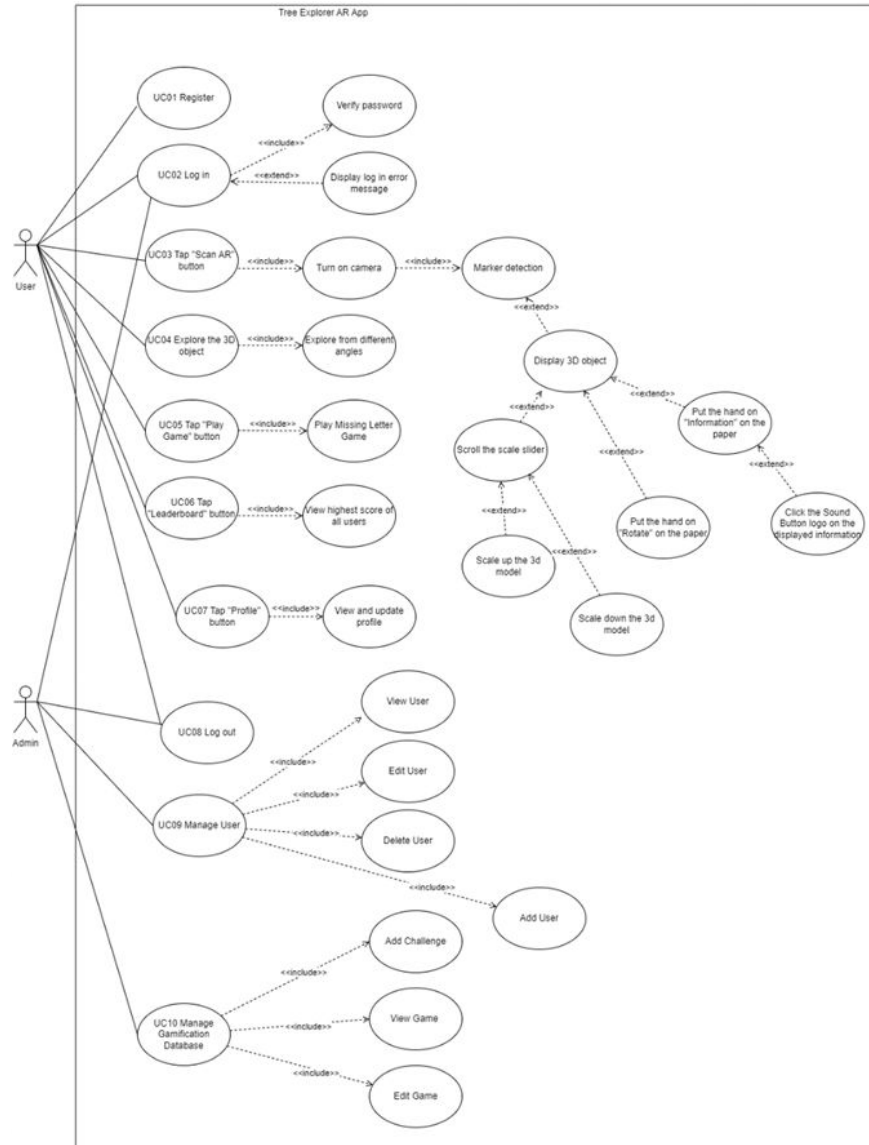 Tree Explorer AR App
UC01 Register
Verify password
<<include>>
UC02 Log in
<<extend>>
Display log in error
message
User
UC03 Tap "Scan AR"
button
<<include>>
Turn on camera
<<include>>
Marker detection
<<extend>>
UC04 Explore the 3D
object
<<include>>
Explore from different
angles
Display 3D object
<<extend>>
<<extend>>
Put the hand on
"Information" on the
paper
UC05 Tap "Play
Game" button
<<include>>
Play Missing Letter
Game
Scroll the scale slider
<<extend>>
<<extend>>
UC06 Tap
"Leaderboard" button
<<include>>
View highest score of
all users
<<extend>>
<<extend>>
Put the hand on
"Rotate" on the paper
Click the Sound
Button logo on the
displayed information
Scale up the 3d
model
UC07 Tap "Profile"
button
<<include>>
View and update
profile
Scale down the 3d
model
Admin
UC08 Log out
View User
<<include>>
Edit User
<<include>>
UC09 Manage User
<<include>>
Delete User
<<include>>
Add User
Add Challenge
<<include>>
UC10 Manage
Gamification
Database
<<include>>
View Game
<<include>>
Edit Game